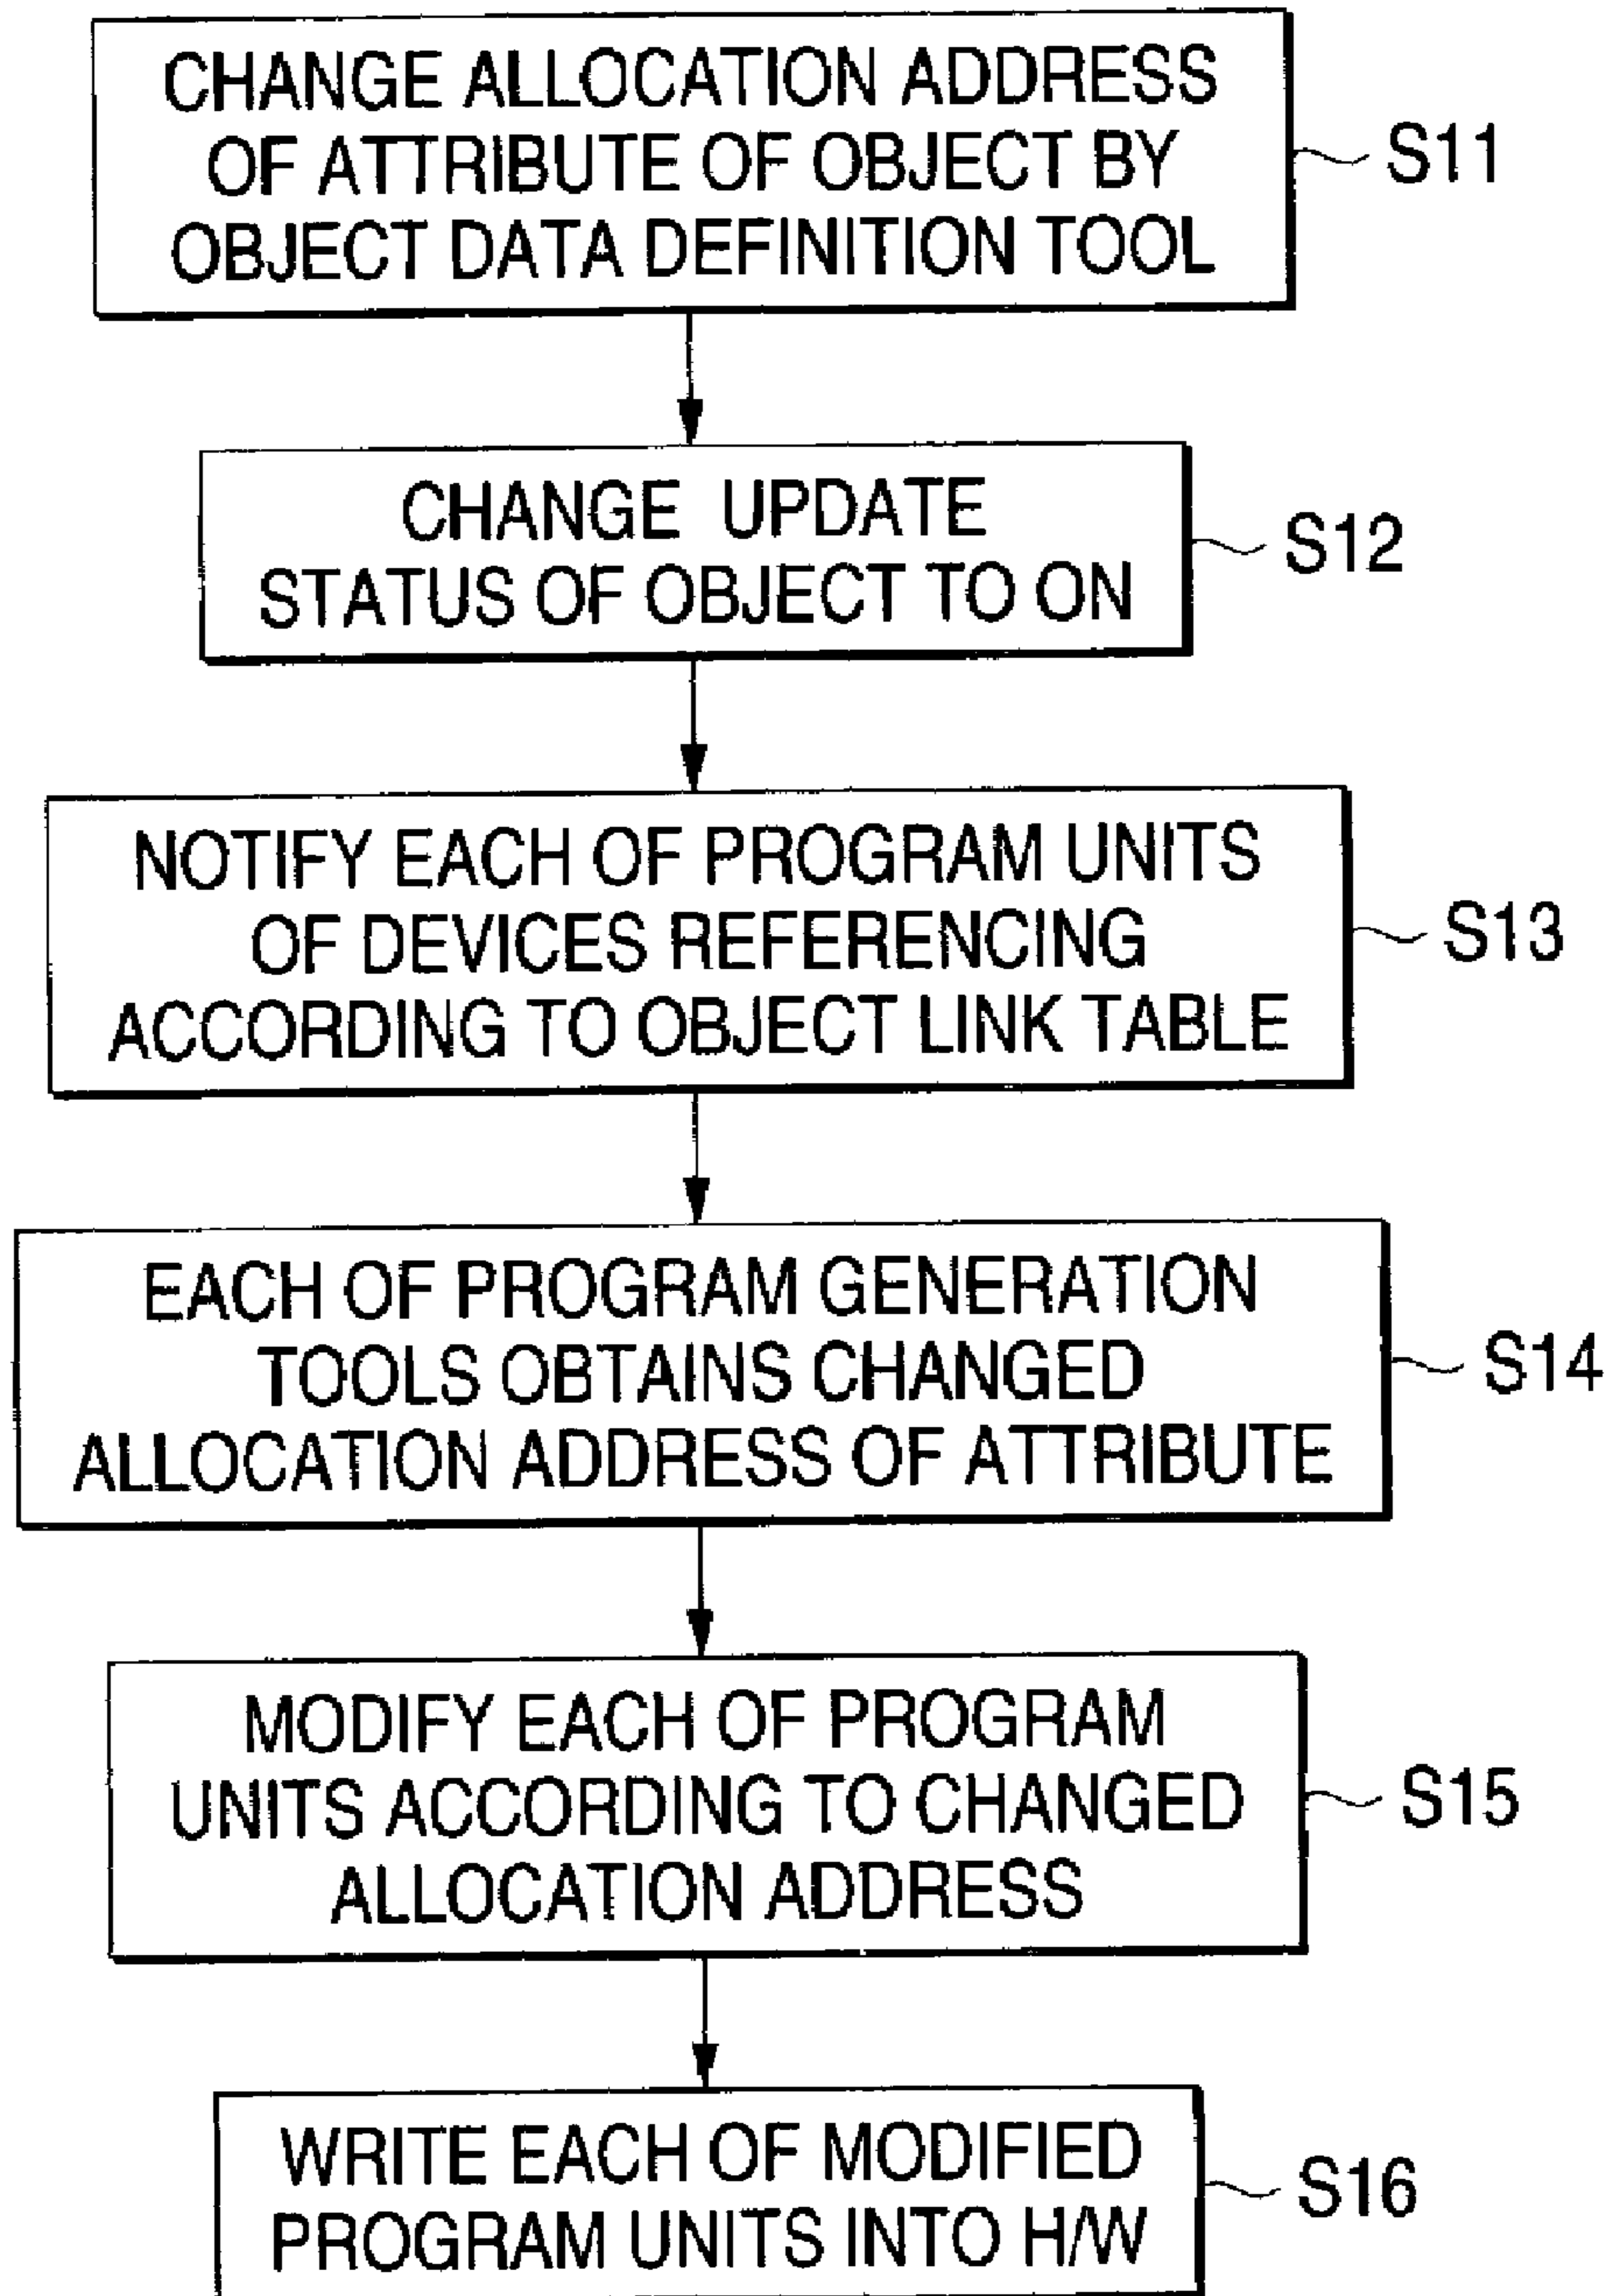 CHANGE ALLOCATION ADDRESS
OF ATTRIBUTE OF OBJECT BY
OBJECT DATA DEFINITION TOOL
S11
CHANGE UPDATE
STATUS OF OBJECT TO ON
S12
NOTIFY EACH OF PROGRAM UNITS
OF DEVICES REFERENCING
ACCORDING TO OBJECT LINK TABLE
S13
EACH OF PROGRAM GENERATION
TOOLS OBTAINS CHANGED
ALLOCATION ADDRESS OF ATTRIBUTE
S14
MODIFY EACH OF PROGRAM
UNITS ACCORDING TO CHANGED
ALLOCATION ADDRESS
S15
WRITE EACH OF MODIFIED
PROGRAM UNITS INTO H/W
S16